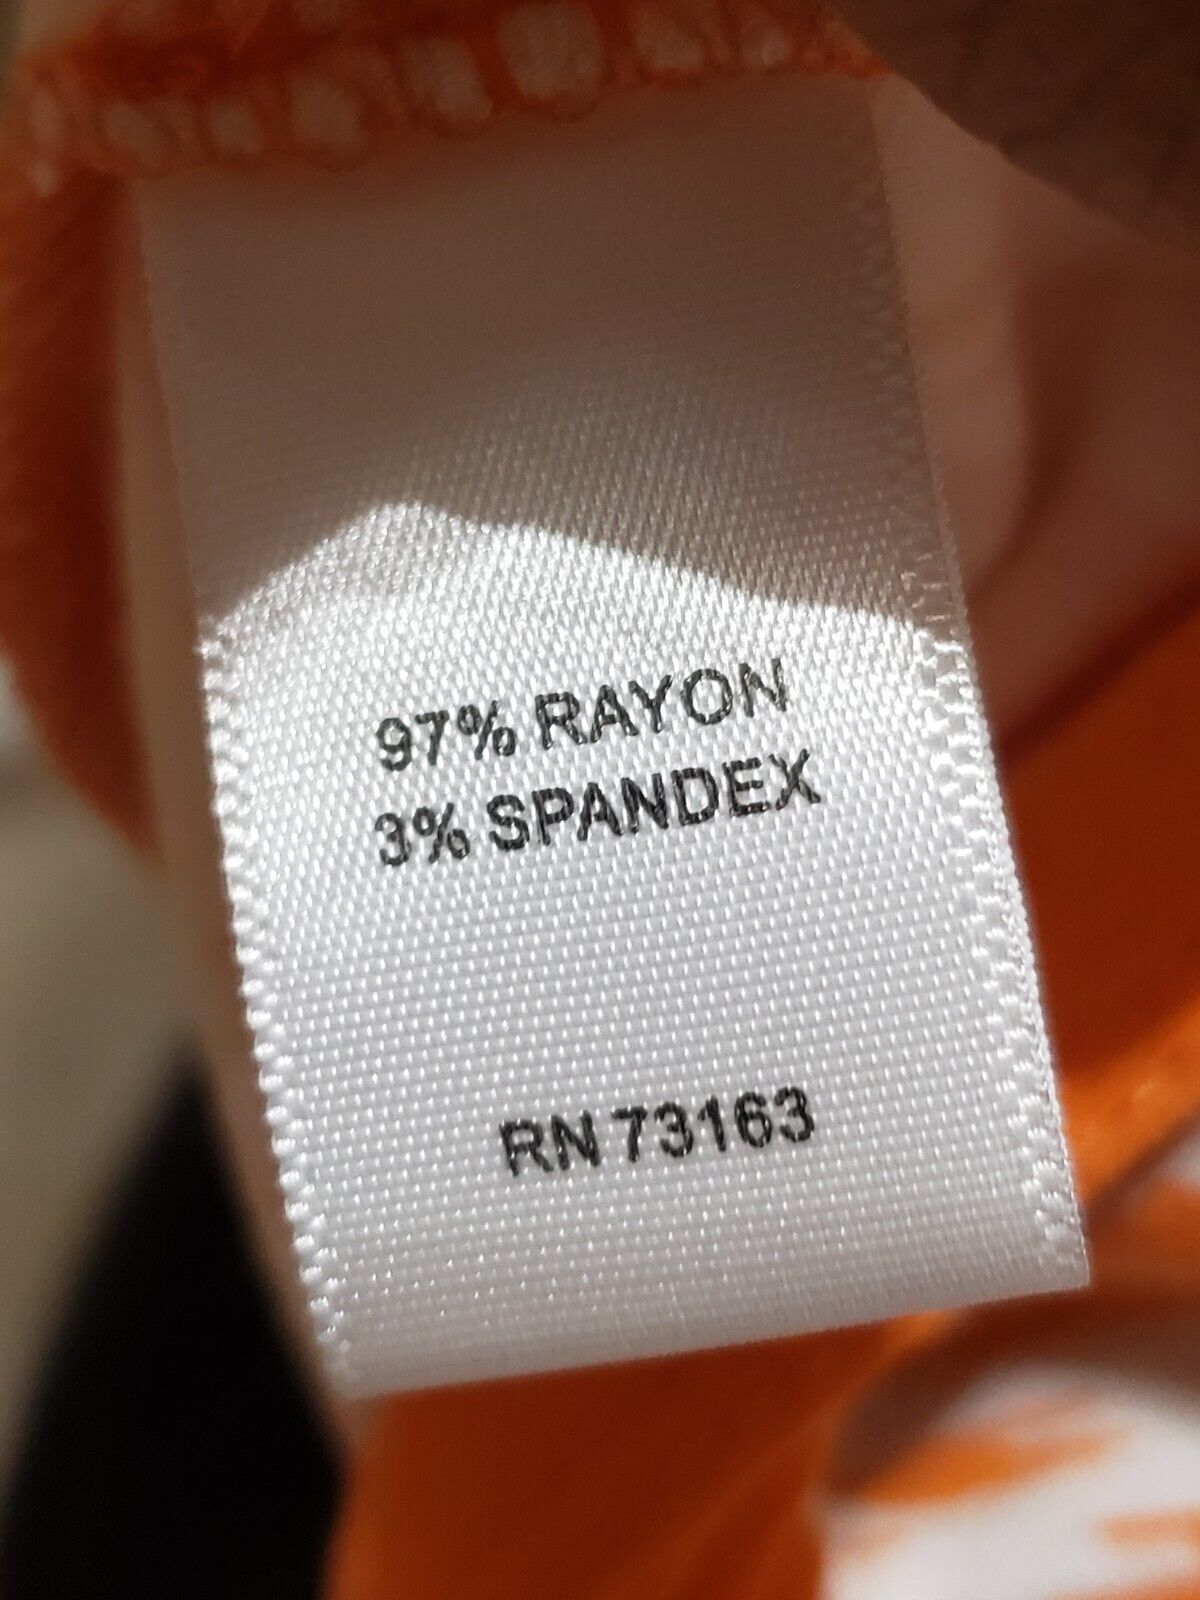 97% RAYON
3% SPANDEX
RN 73163